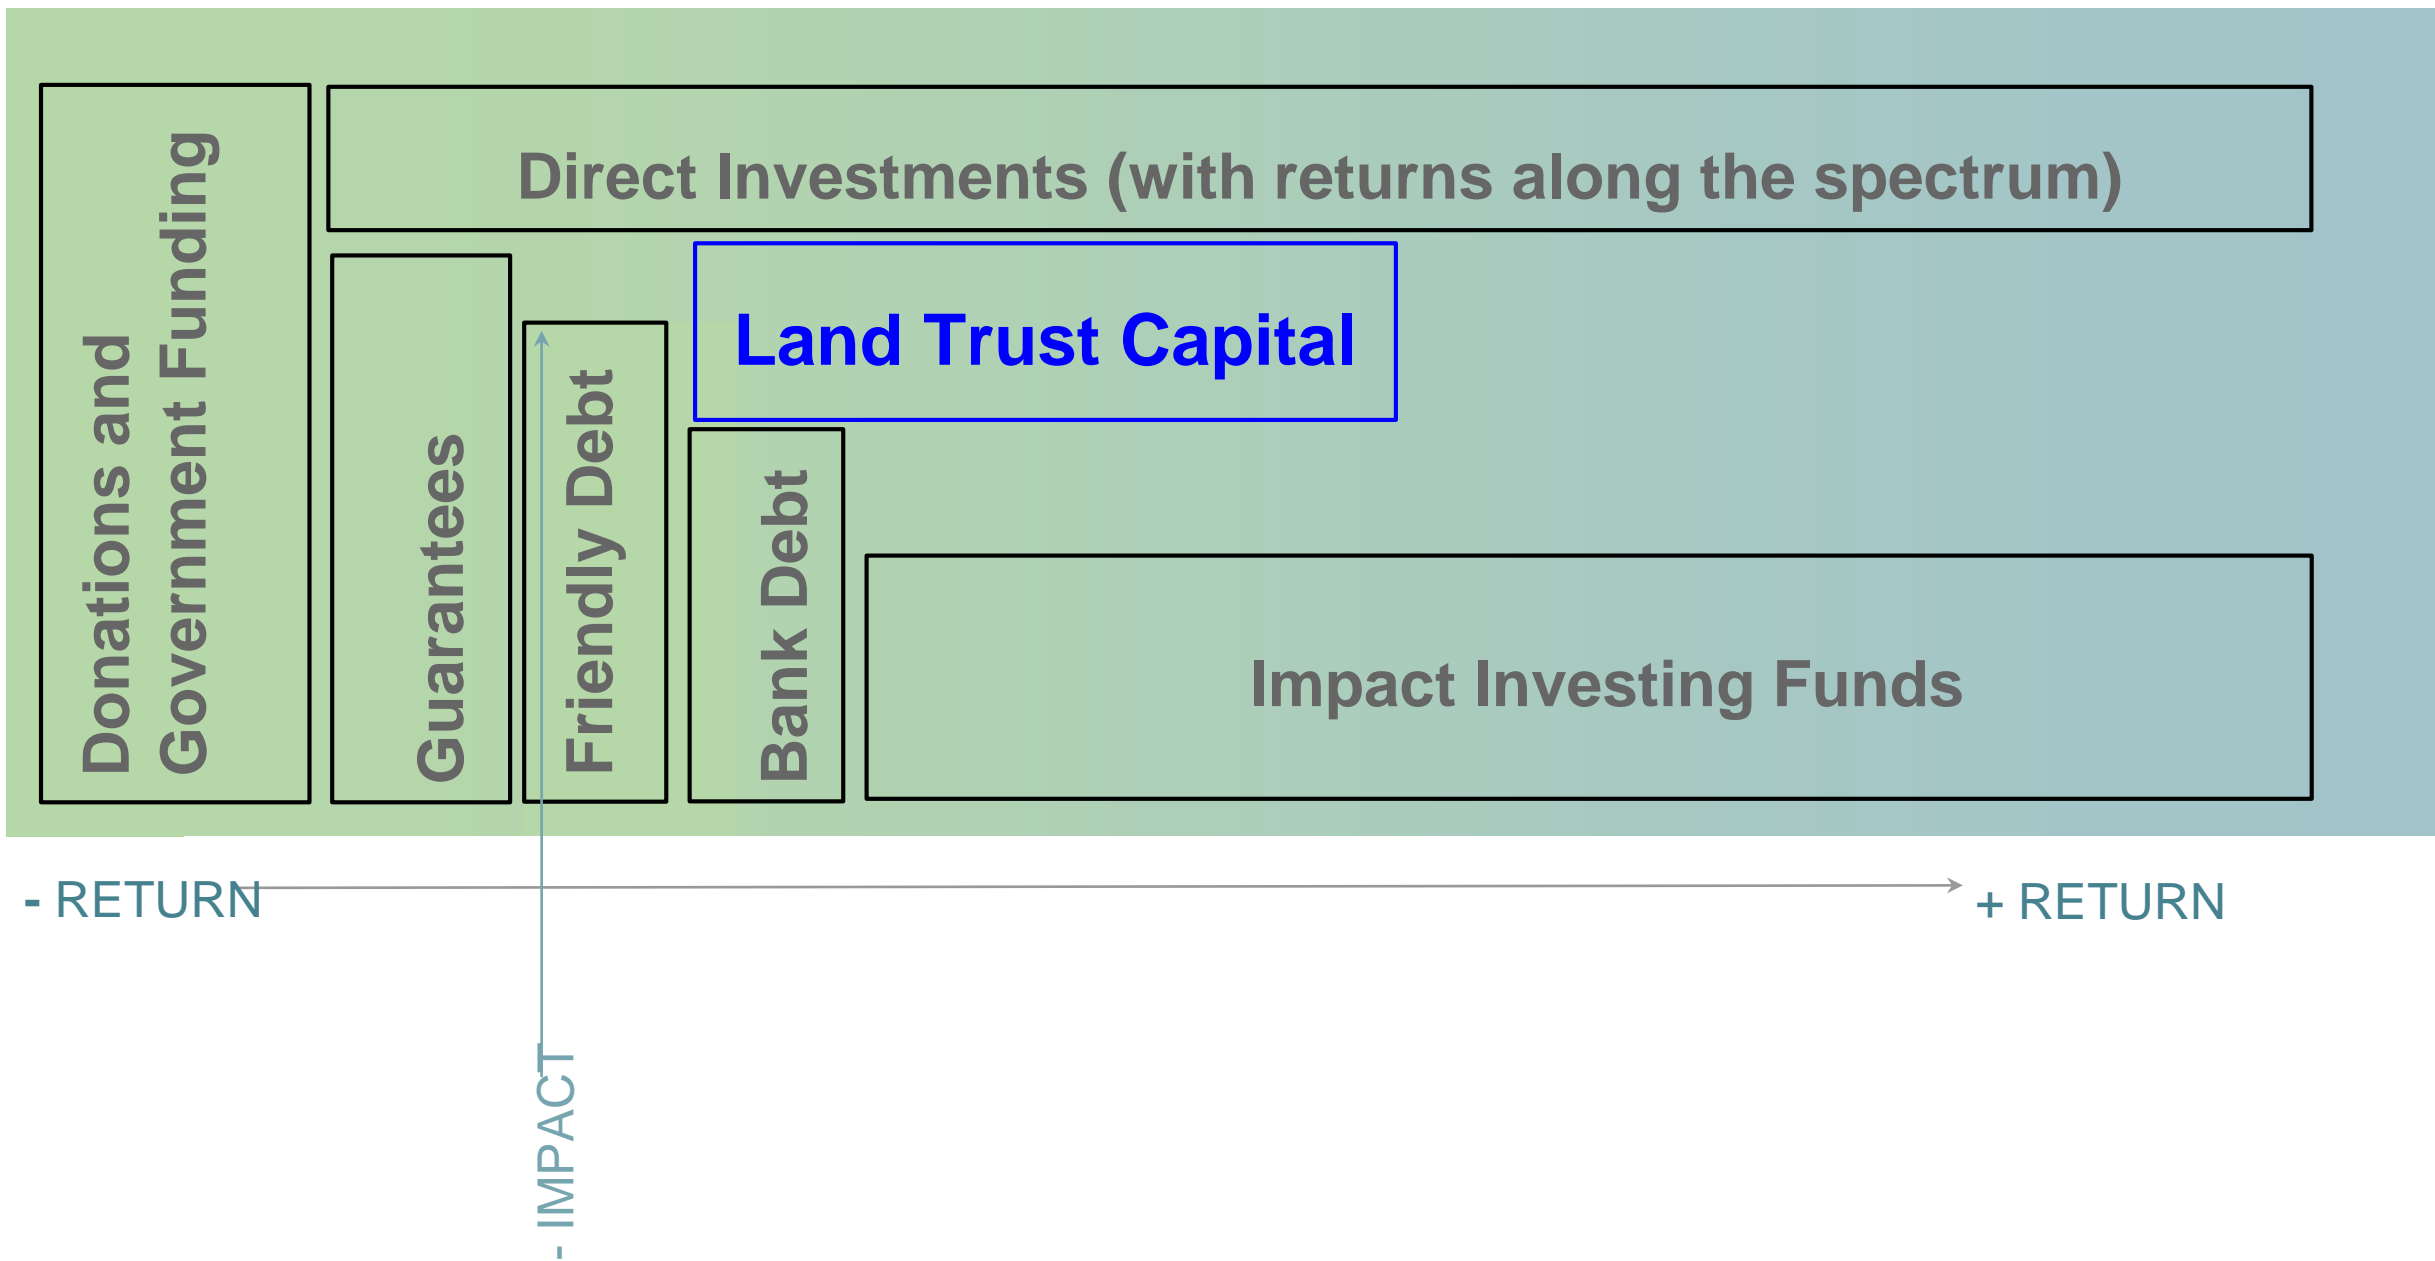 Donations and
Government Funding
Direct Investments (with returns along the spectrum)
Guarantees
Friendly Debt
Land Trust Capital
Bank Debt
Impact Investing Funds
- RETURN
+ RETURN
- IMPACT